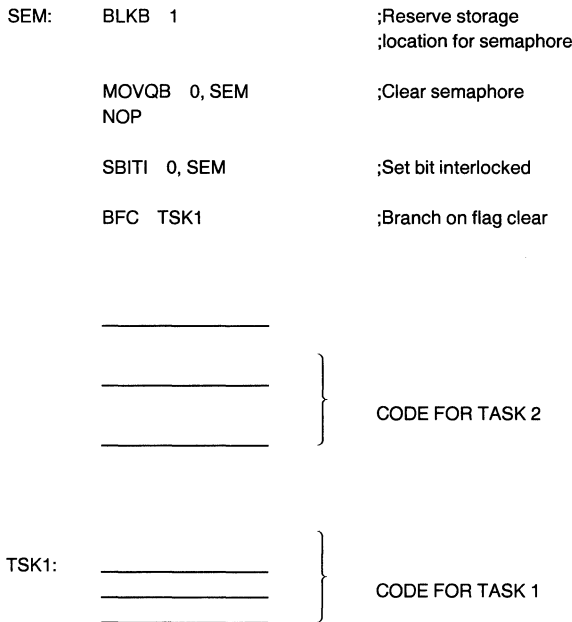 SEM: BLKB 1 ;Reserve storage
;location for semaphore
MOVQB 0, SEM ;Clear semaphore
NOP
SBITI 0, SEM ;Set bit interlocked
BFC TSK1 ;Branch on flag clear
CODE FOR TASK 2
TSK1:
CODE FOR TASK 1